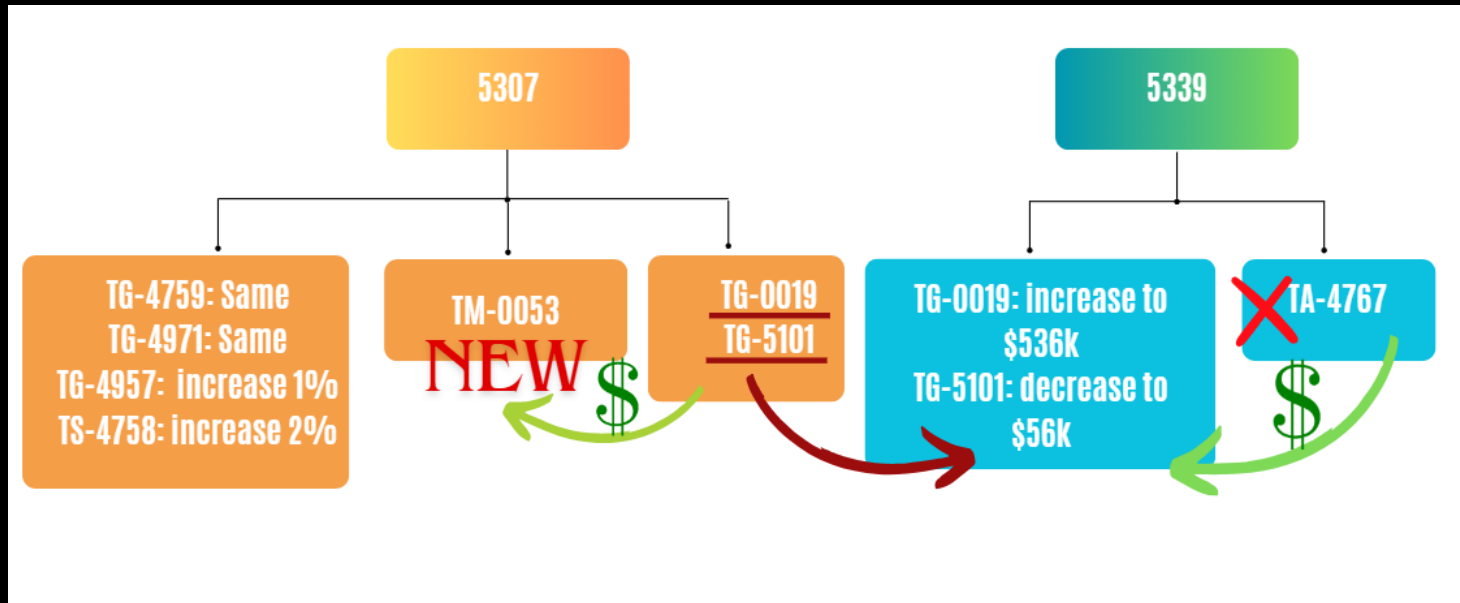 5307
5339
TG-4759: Same
TG-4971: Same
TG-4957: increase 1%
TS-4758: increase 2%
TM-0053
NEW
$
TG-0019
TG-5101
TG-0019: increase to
$536k
TG-5101: decrease to
$56k
TA-4767
$